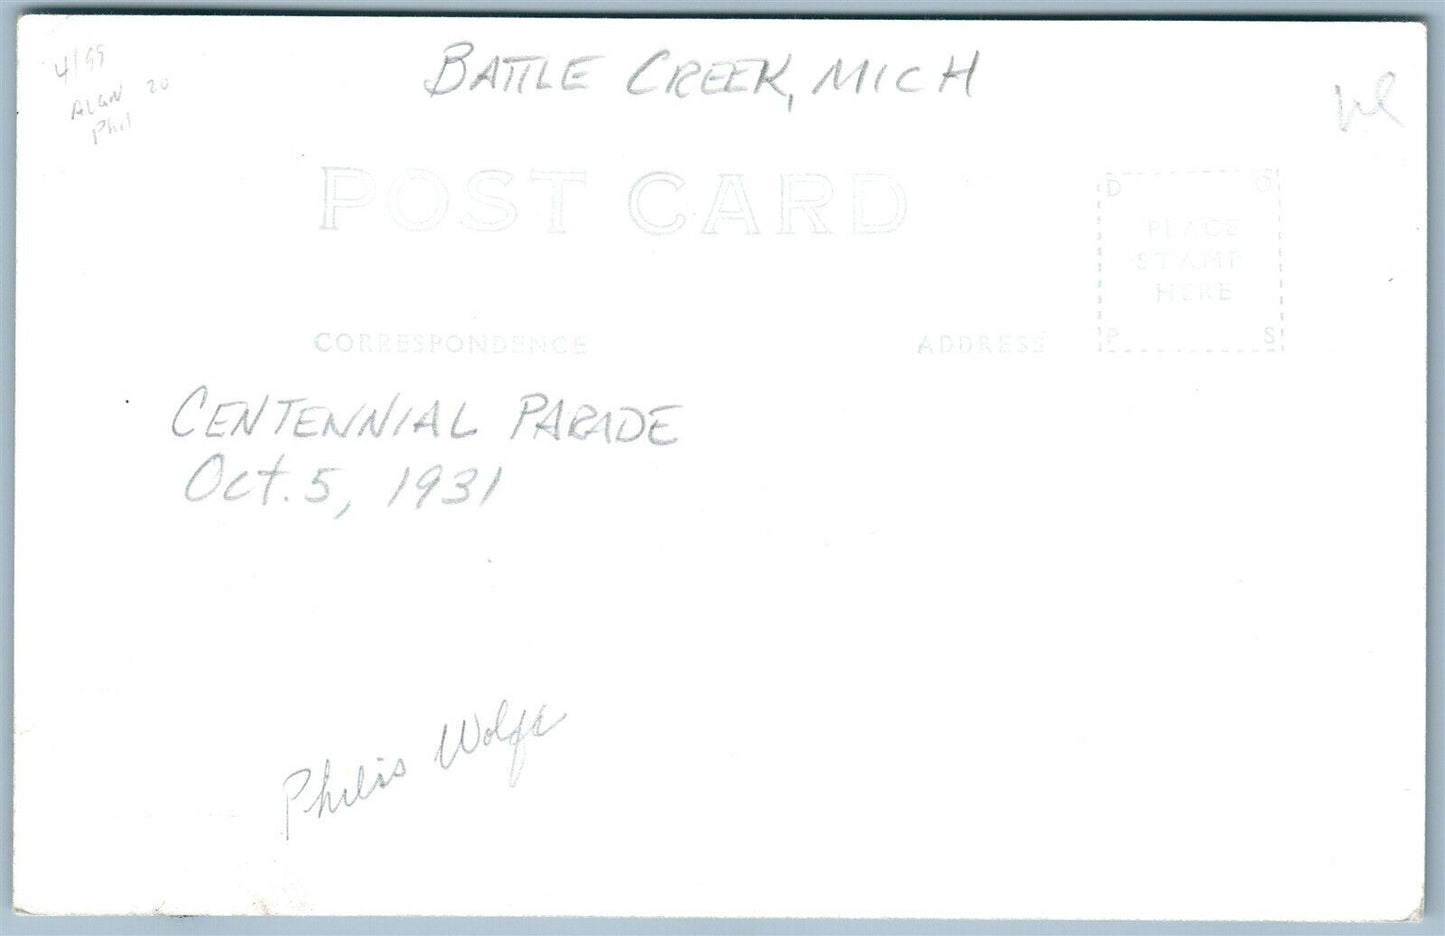 4/99
BATTLE CREEK, MICH
20
Phil
POST CARD
D O
PLACE
STAMP
HERE
P S
CORRESPONDENCE
ADDRESS
CENTENNIAL PARADE
Oct. 5, 1931
Philis Wolfe